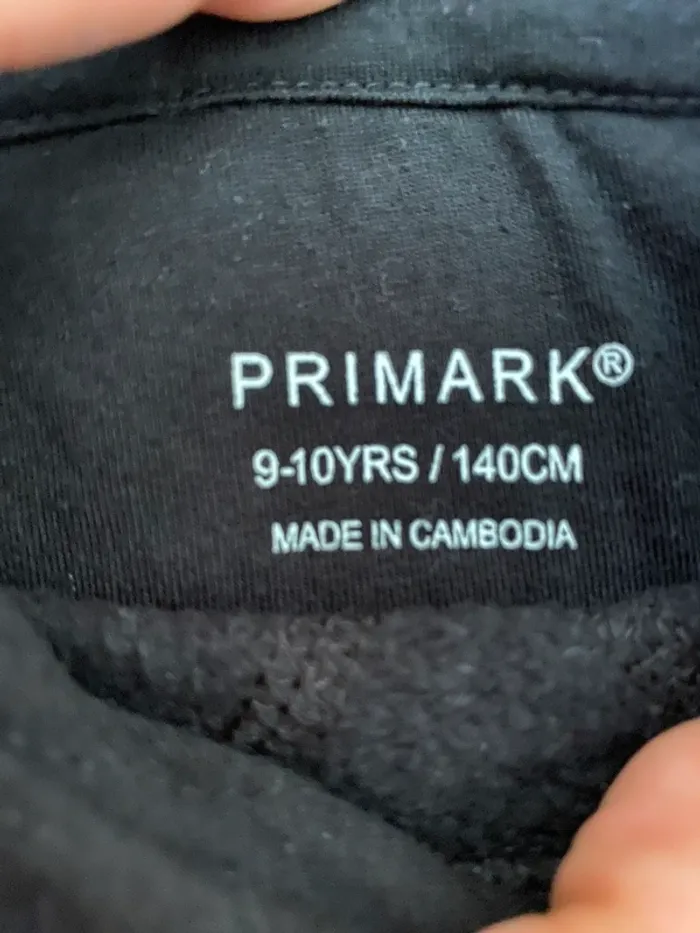 PRIMARK®
9-10YRS / 140CM
MADE IN CAMBODIA